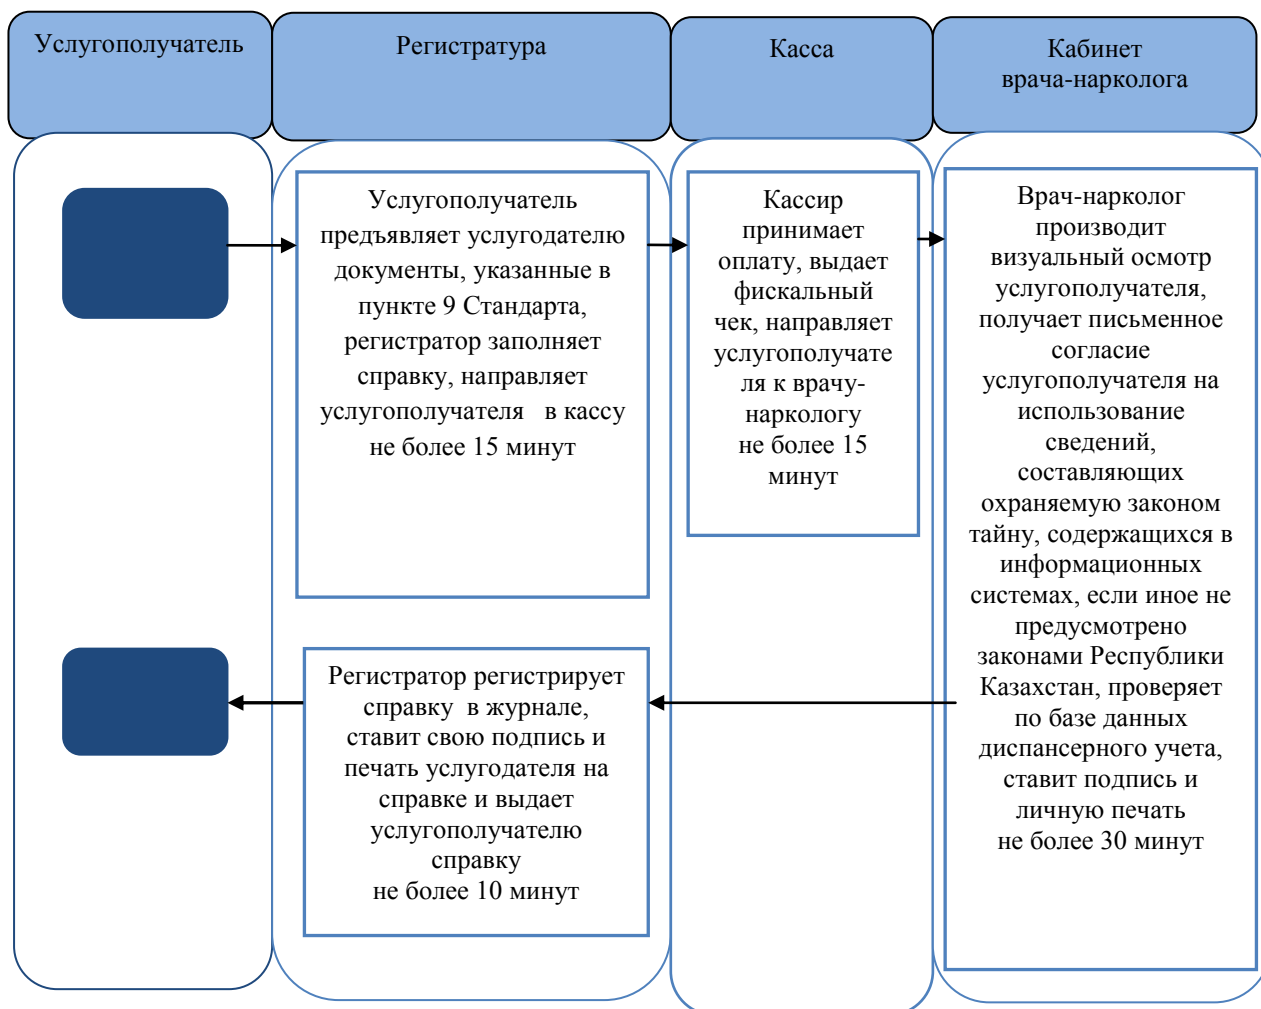 Услугополучатель
Регистратура
Касса
Кабинет
врача-нарколога
Услугополучатель
предъявляет услугодателю
документы, указанные в
пункте 9 Стандарта,
регистратор заполняет
справку, направляет
услугополучателя в кассу
не более 15 минут
Кассир
принимает
оплату, выдает
фискальный
чек, направляет
услугополучате
ля к врачу-
наркологу
не более 15
минут
Врач-нарколог
производит
визуальный осмотр
услугополучателя,
получает письменное
согласие
услугополучателя на
использование
сведений,
составляющих
охраняемую законом
тайну, содержащихся в
информационных
системах, если иное не
предусмотрено
законами Республики
Казахстан, проверяет
по базе данных
диспансерного учета,
ставит подпись и
личную печать
не более 30 минут
Регистратор регистрирует
справку в журнале,
ставит свою подпись и
печать услугодателя на
справке и выдает
услугополучателю
справку
не более 10 минут